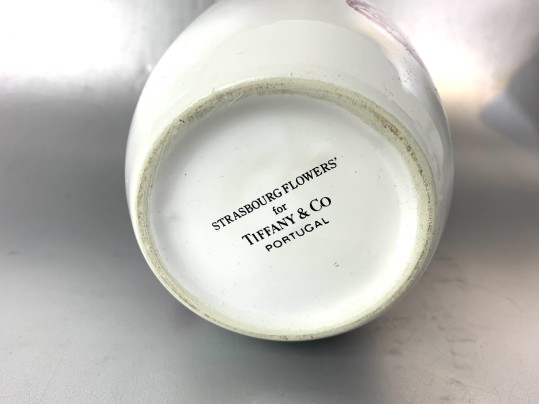 STRASBOURG FLOWERS'
for
TIFFANY & CO
PORTUGAL